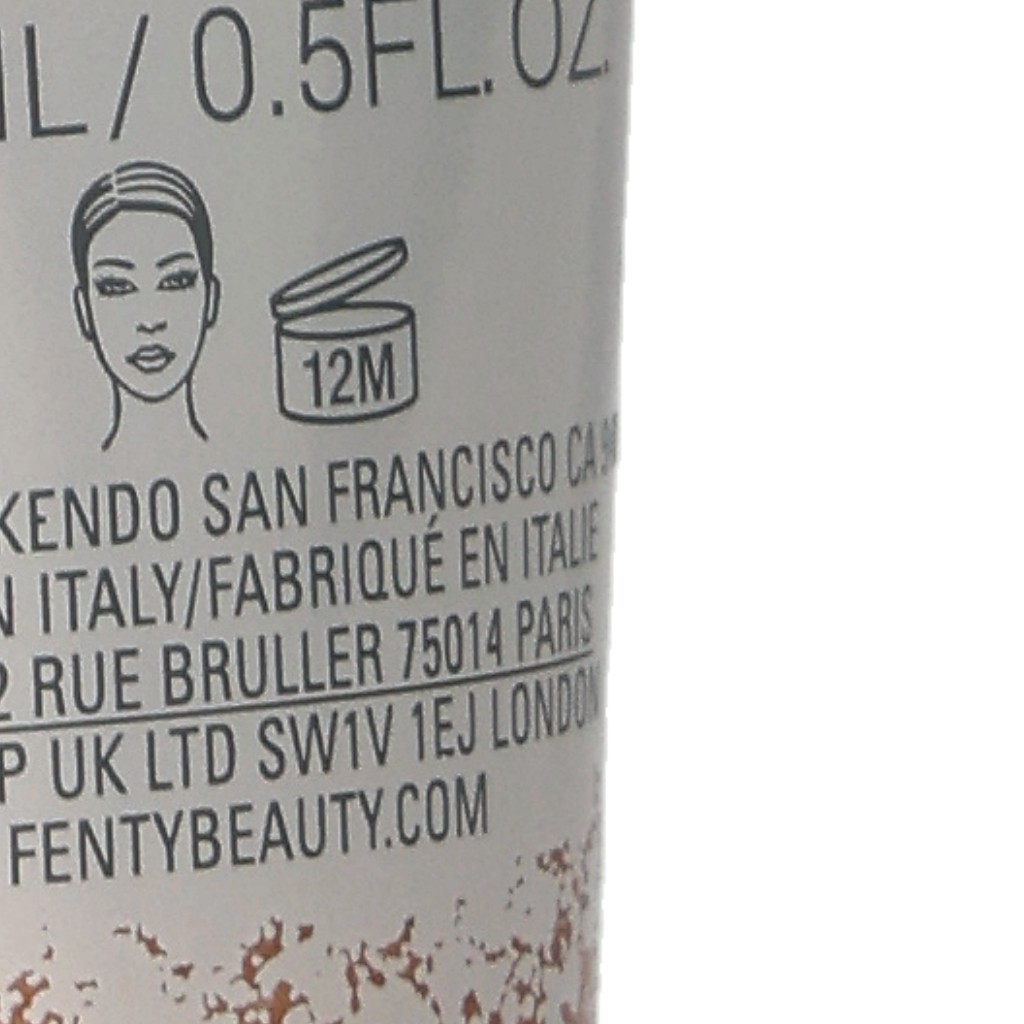 L / 0.5FL. OZ.
12M
KENDO SAN FRANCISCO CA
ITALY/FABRIQUÉ EN ITALIE
2 RUE BRULLER 75014 PARIS
P UK LTD SW1V 1EJ LONDON
FENTYBEAUTY.COM